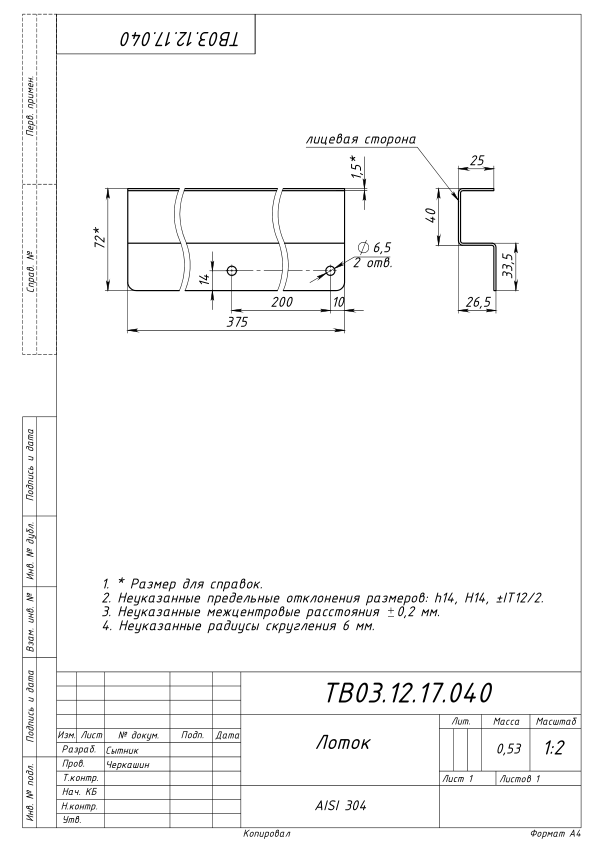 ТВ03.12.17.040
Перв. примен.
Справ. №
Подпись и дата
Инв. № дубл.
Взам. инв. №
Подпись и дата
Инв. № подл.
лицевая сторона
1,5*
25
72*
40
33,5
26,5
∅ 6,5
2 отв.
14
200
10
375
1. * Размер для справок.
2. Неуказанные предельные отклонения размеров: h14, H14, ±IT12/2.
3. Неуказанные межцентровые расстояния ±0,2 мм.
4. Неуказанные радиусы скругления 6 мм.
ТВ03.12.17.040
Изм. Лист № докум. Подп. Дата
Разраб. Сытник
Пров. Черкашин
Т.контр.
Нач. КБ
Н.контр.
Утв.
Лоток
Лит. Масса Масштаб
0,53 1:2
Лист 1 Листов 1
AISI 304
Копировал Формат А4